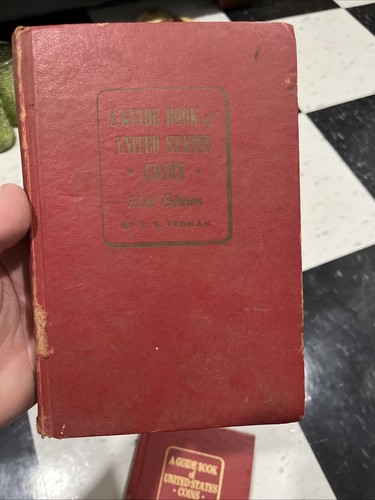 A GUIDE BOOK of
UNITED STATES
• COINS •
Edition
BY R. S. YEOMAN
A GUIDE BOOK
of
UNITED STATES
• COINS •